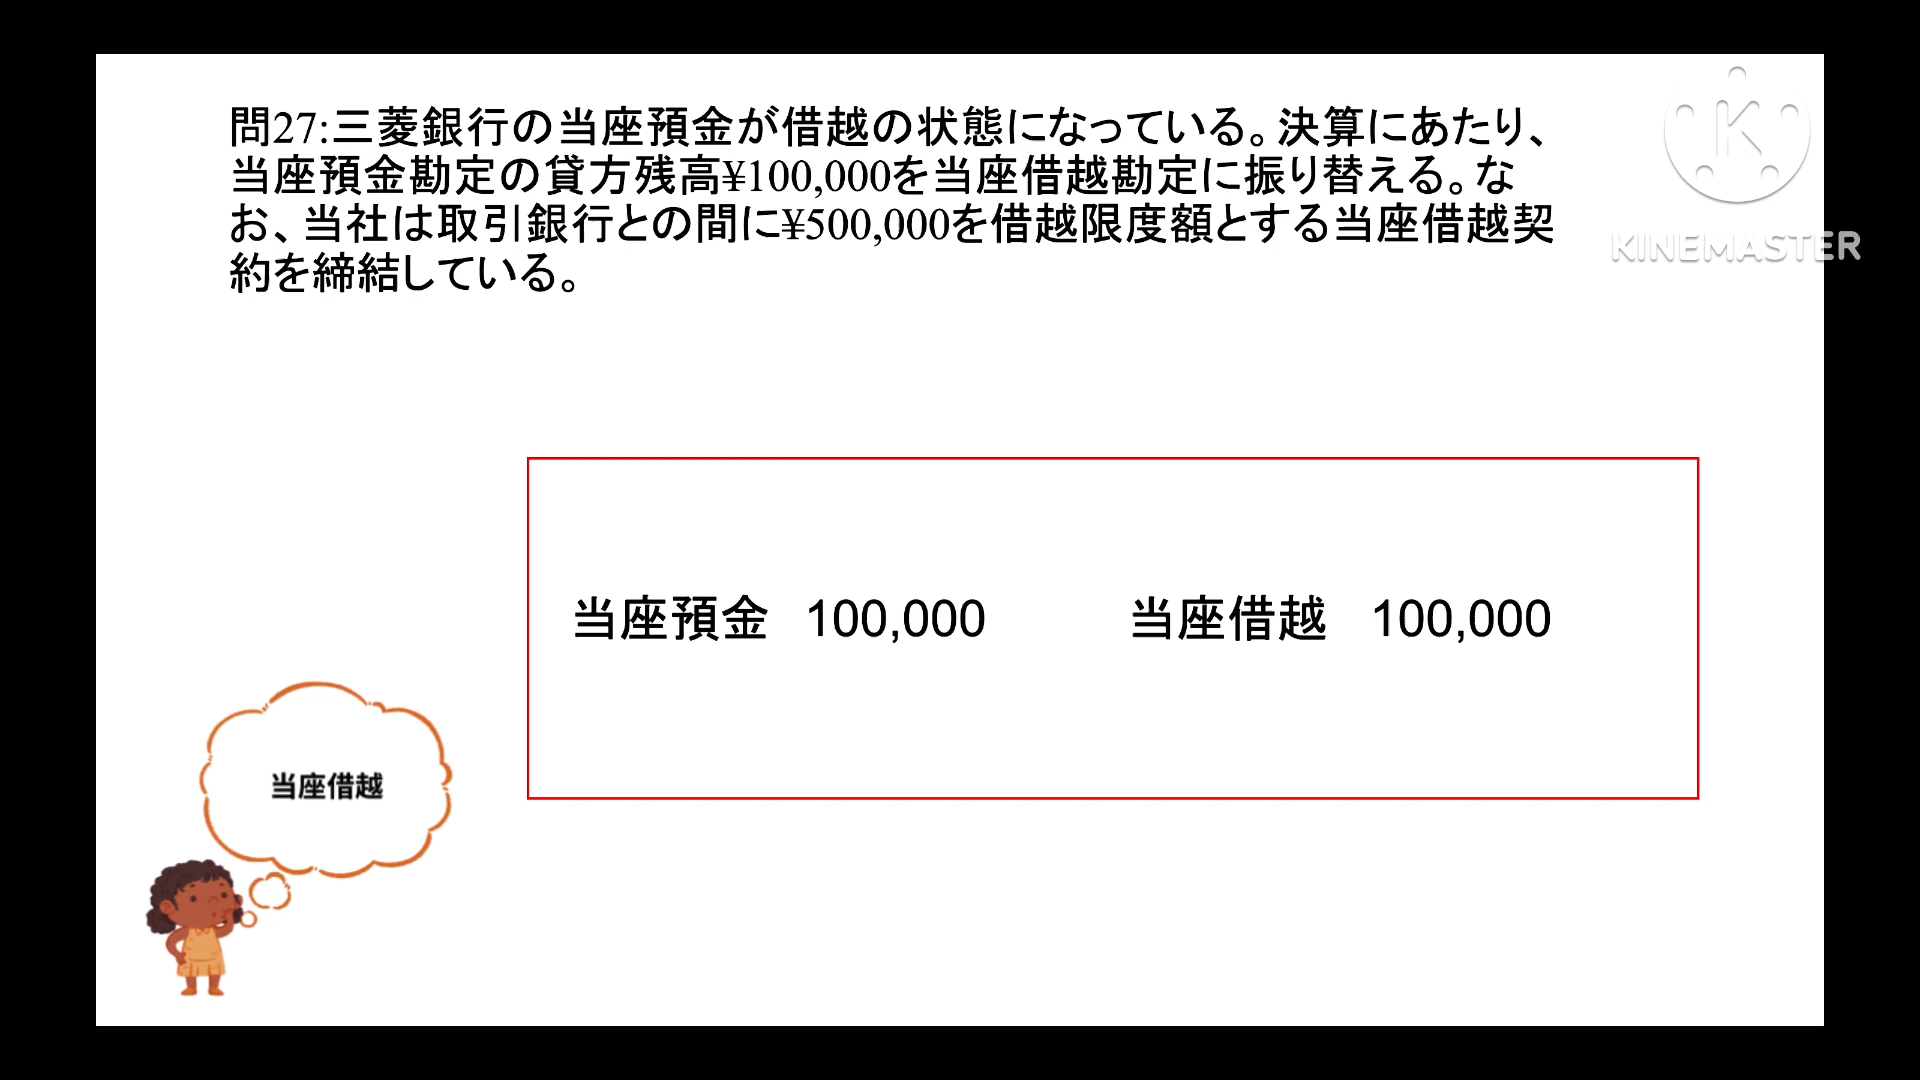 問27:三菱銀行の当座預金が借越の状態になっている。決算にあたり、
当座預金勘定の貸方残高¥100,000を当座借越勘定に振り替える。な
お、当社は取引銀行との間に¥500,000を借越限度額とする当座借越契
約を締結している。
K
KINEMASTER
当座預金 100,000 当座借越 100,000
当座借越